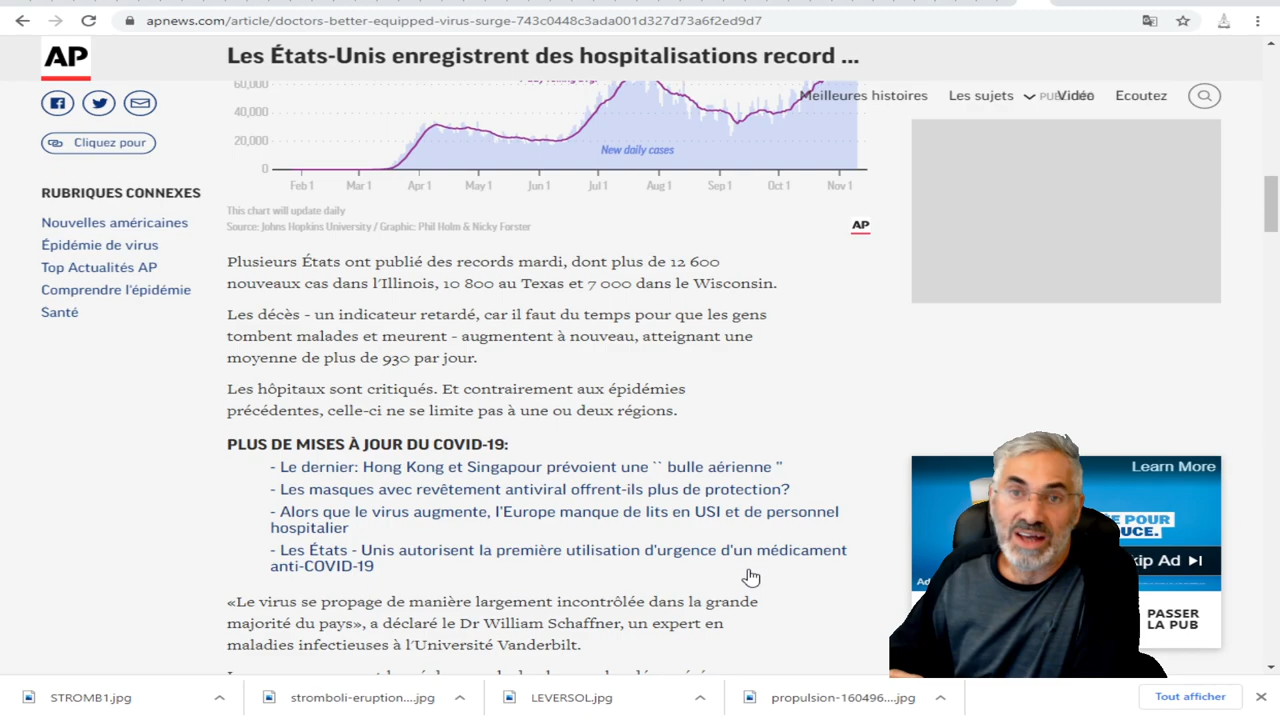 apnews.com/article/doctors-better-equipped-virus-surge-743c0448c3ada001d327d73a6f2ed9d7
AP
Les États-Unis enregistrent des hospitalisations record ...
Meilleures histoires
Les sujets
Vidéo
Ecoutez
Cliquez pour
RUBRIQUES CONNEXES
Nouvelles américaines
Épidémie de virus
Top Actualités AP
Comprendre l'épidémie
Santé
60,000
40,000
20,000
0
New daily cases
Feb 1 Mar 1 Apr 1 May 1 Jun 1 Jul 1 Aug 1 Sep 1 Oct 1 Nov 1
This chart will update daily
Source: Johns Hopkins University / Graphic: Phil Holm & Nicky Forster
AP
Plusieurs États ont publié des records mardi, dont plus de 12 600
nouveaux cas dans l'Illinois, 10 800 au Texas et 7 000 dans le Wisconsin.
Les décès - un indicateur retardé, car il faut du temps pour que les gens
tombent malades et meurent - augmentent à nouveau, atteignant une
moyenne de plus de 930 par jour.
Les hôpitaux sont critiqués. Et contrairement aux épidémies
précédentes, celle-ci ne se limite pas à une ou deux régions.
PLUS DE MISES À JOUR DU COVID-19:
- Le dernier: Hong Kong et Singapour prévoient une `` bulle aérienne ''
- Les masques avec revêtement antiviral offrent-ils plus de protection?
- Alors que le virus augmente, l'Europe manque de lits en USI et de personnel
hospitalier
- Les États - Unis autorisent la première utilisation d'urgence d'un médicament
anti-COVID-19
«Le virus se propage de manière largement incontrôlée dans la grande
majorité du pays», a déclaré le Dr William Schaffner, un expert en
maladies infectieuses à l'Université Vanderbilt.
Learn More
POUR
UCE.
ip Ad
Ad
PASSER
LA PUB
STROMB1.jpg
stromboli-eruption....jpg
LEVERSOL.jpg
propulsion-160496....jpg
Tout afficher